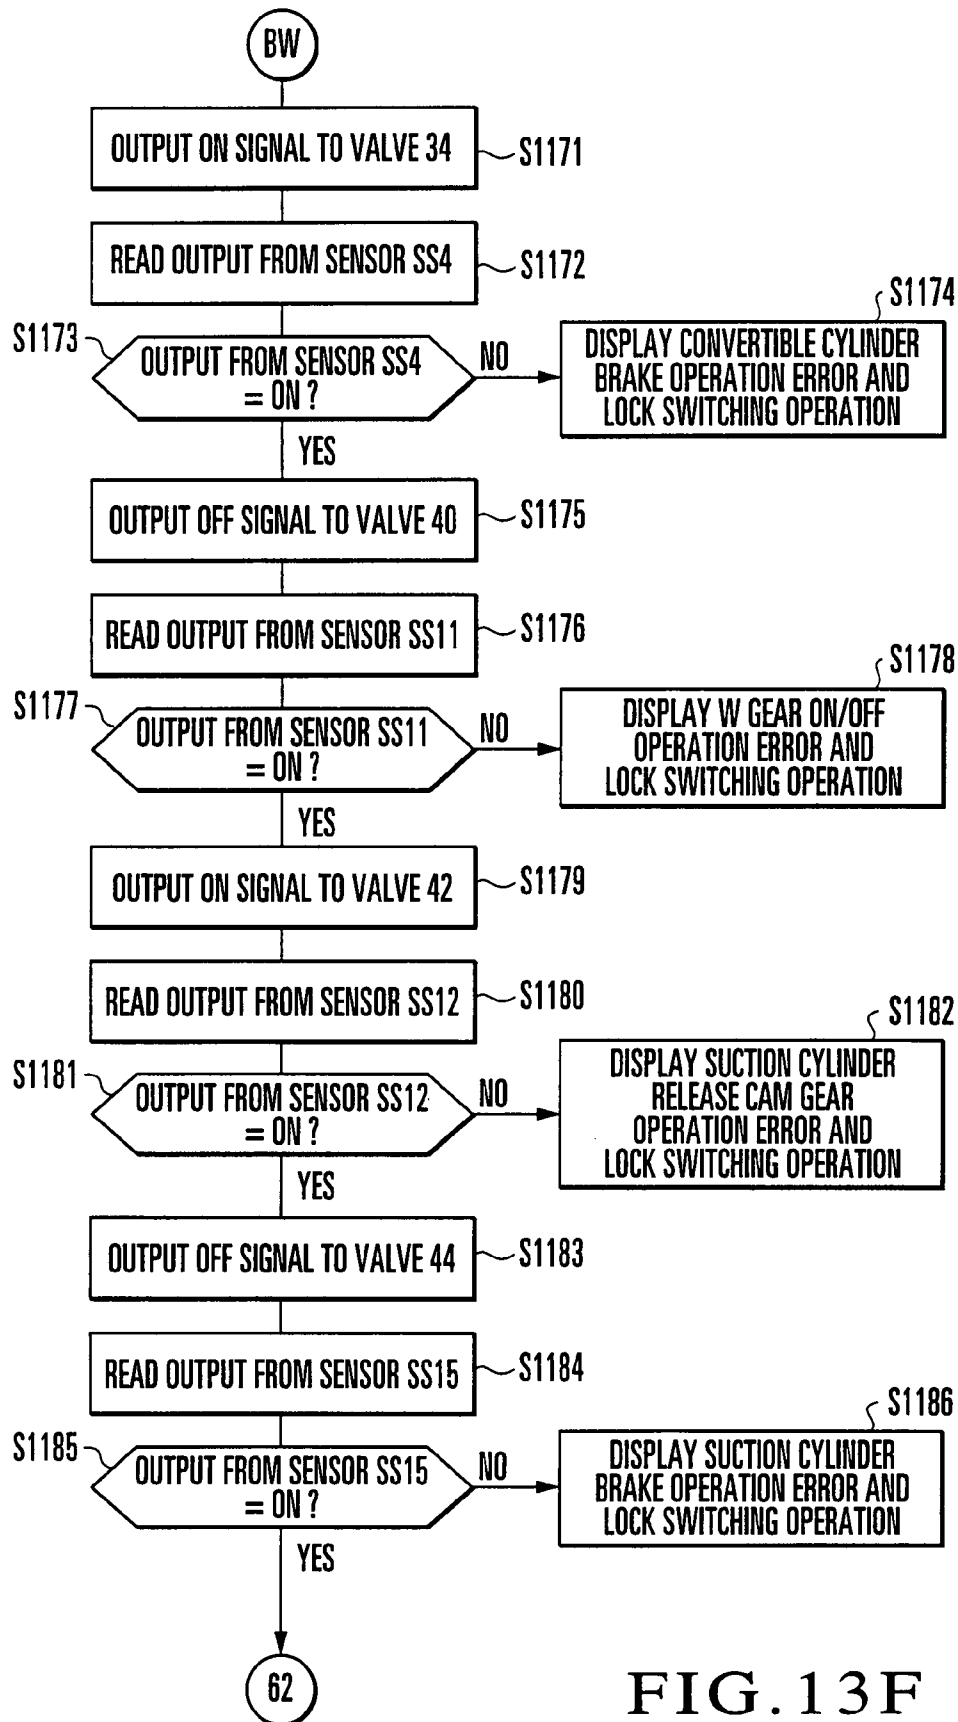 BW
OUTPUT ON SIGNAL TO VALVE 34
S1171
READ OUTPUT FROM SENSOR SS4
S1172
S1173
OUTPUT FROM SENSOR SS4
= ON ?
NO
S1174
DISPLAY CONVERTIBLE CYLINDER
BRAKE OPERATION ERROR AND
LOCK SWITCHING OPERATION
YES
OUTPUT OFF SIGNAL TO VALVE 40
S1175
READ OUTPUT FROM SENSOR SS11
S1176
S1177
OUTPUT FROM SENSOR SS11
= ON ?
NO
S1178
DISPLAY W GEAR ON/OFF
OPERATION ERROR AND
LOCK SWITCHING OPERATION
YES
OUTPUT ON SIGNAL TO VALVE 42
S1179
READ OUTPUT FROM SENSOR SS12
S1180
S1181
OUTPUT FROM SENSOR SS12
= ON ?
NO
S1182
DISPLAY SUCTION CYLINDER
RELEASE CAM GEAR
OPERATION ERROR AND
LOCK SWITCHING OPERATION
YES
OUTPUT OFF SIGNAL TO VALVE 44
S1183
READ OUTPUT FROM SENSOR SS15
S1184
S1185
OUTPUT FROM SENSOR SS15
= ON ?
NO
S1186
DISPLAY SUCTION CYLINDER
BRAKE OPERATION ERROR AND
LOCK SWITCHING OPERATION
YES
62
FIG.13F